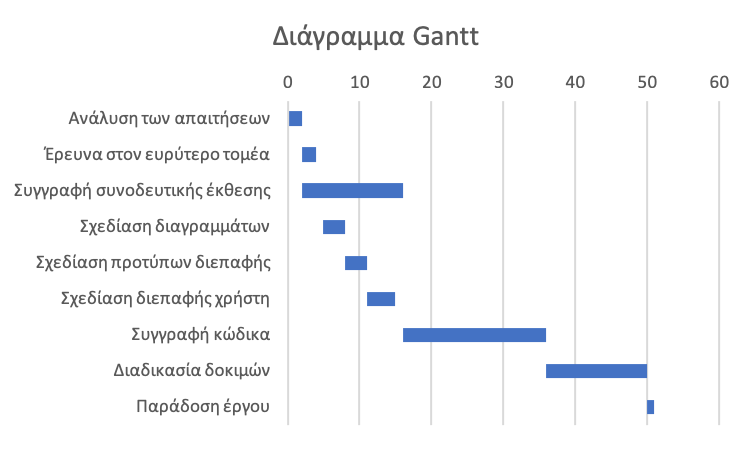 Διάγραμμα Gantt
0 10 20 30 40 50 60
Ανάλυση των απαιτήσεων
Έρευνα στον ευρύτερο τομέα
Συγγραφή συνοδευτικής έκθεσης
Σχεδίαση διαγραμμάτων
Σχεδίαση προτύπων διεπαφής
Σχεδίαση διεπαφής χρήστη
Συγγραφή κώδικα
Διαδικασία δοκιμών
Παράδοση έργου